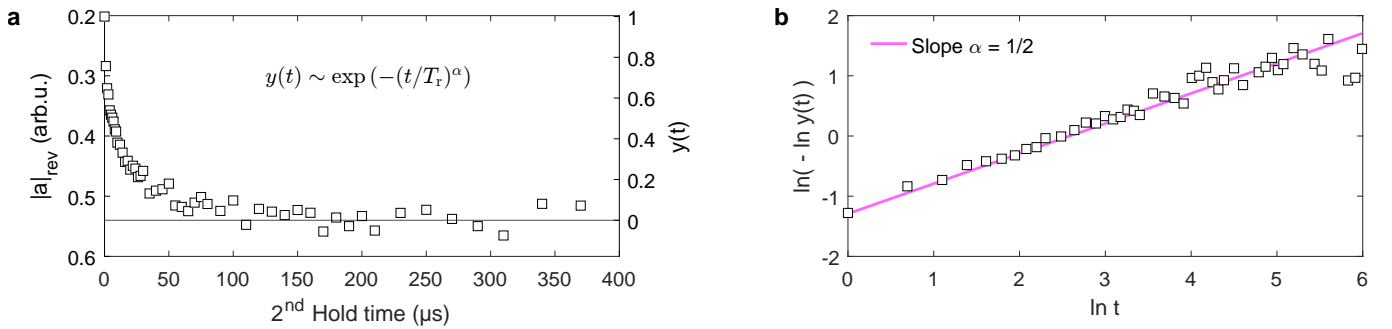 a
0.2
0.3
0.4
0.5
0.6
|a|rev (arb.u.)
y(t) ∼ exp (−(t/Tr)^α)
1
0.8
0.6
0.4
0.2
0
y(t)
0 50 100 150 200 250 300 350 400
2nd Hold time (μs)
b
2
1
0
-1
-2
ln( - ln y(t) )
Slope α = 1/2
0 1 2 3 4 5 6
ln t